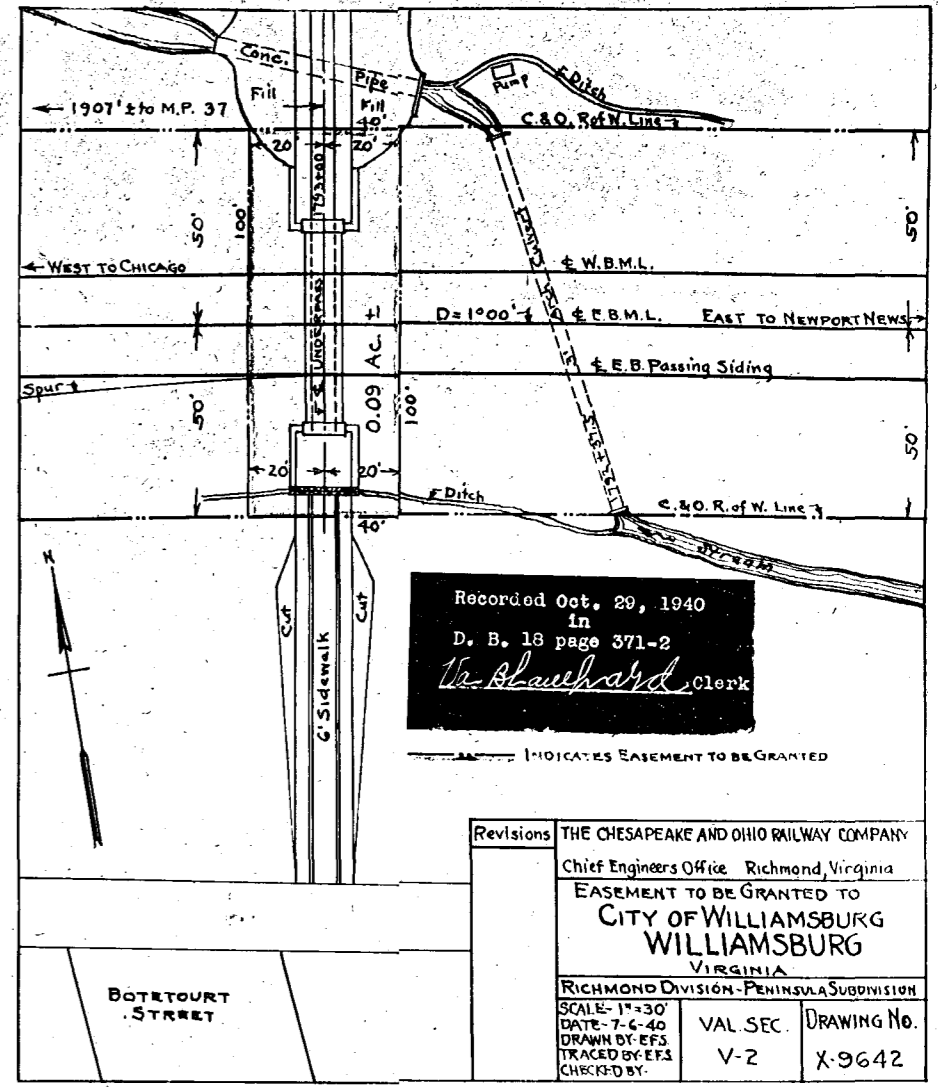 Conc.
Pipe
Pump
℄ Ditch
← 1907' ± to M.P. 37
Fill
Fill
10'
C.& O. R of W. Line
20'
20'
1793+00
50'
100'
50'
← WEST TO CHICAGO
Culvert
℄ W.B.M.L.
D = 1°00'
℄ E.B.M.L.
EAST TO NEWPORT NEWS →
℄ UNDERPASS
0.09 AC. ±
℄ E.B. Passing Siding
Spur
50'
100'
50'
20'
20'
℄ Ditch
C.& O. R. of W. Line
40'
Stream
N
Cut
Cut
6' Sidewalk
Recorded Oct. 29, 1940
in
D. B. 18 page 371-2
Clerk
INDICATES EASEMENT TO BE GRANTED
Revisions
THE CHESAPEAKE AND OHIO RAILWAY COMPANY
Chief Engineers Office Richmond, Virginia
EASEMENT TO BE GRANTED TO
CITY OF WILLIAMSBURG
WILLIAMSBURG
VIRGINIA
RICHMOND DIVISION-PENINSULA SUBDIVISION
SCALE- 1"=30'
DATE-7-6-40
DRAWN BY-EFS
TRACED BY-EFS
CHECKED BY-
VAL. SEC.
V-2
DRAWING NO.
X-9642
BOTETOURT
STREET